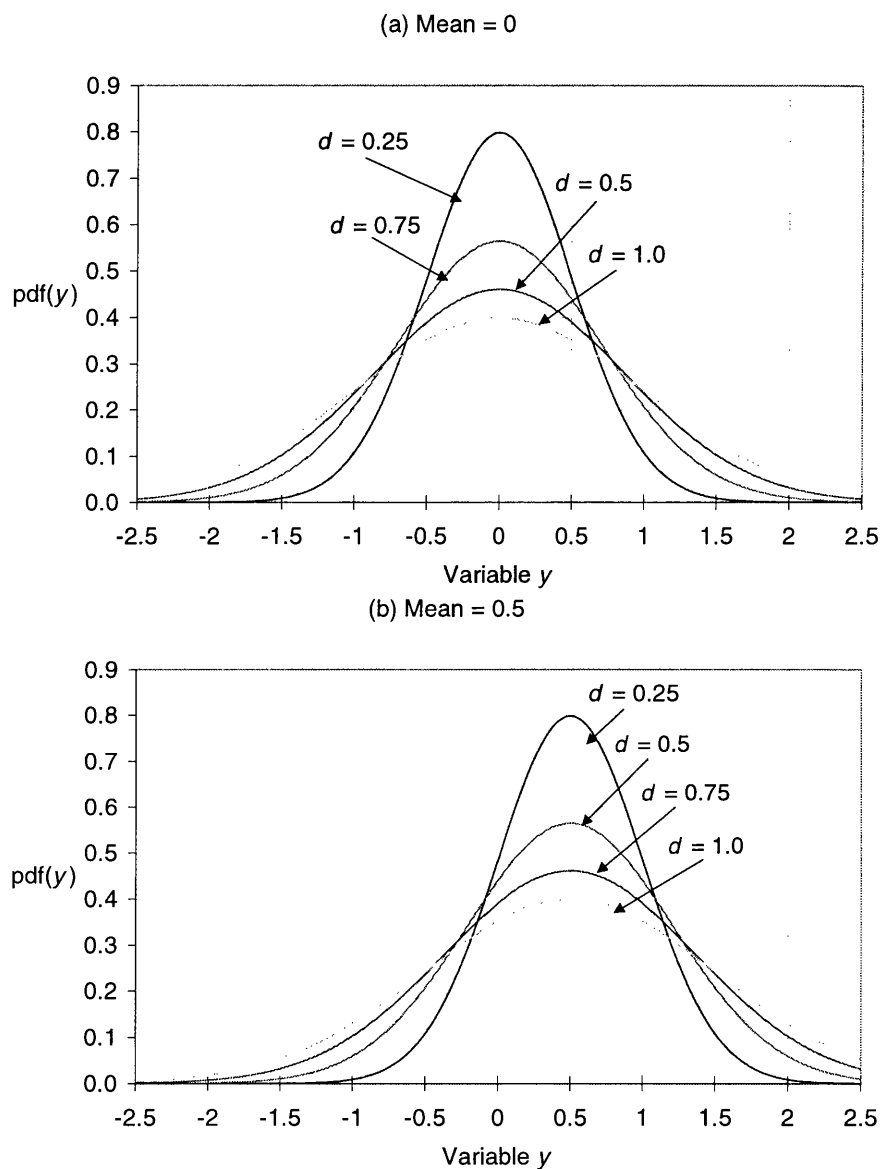 (a) Mean = 0
0.9
0.8
d = 0.25
0.7
d = 0.5
0.6
d = 0.75
d = 1.0
0.5
pdf(y)
0.4
0.3
0.2
0.1
0.0
-2.5 -2 -1.5 -1 -0.5 0 0.5 1 1.5 2 2.5
Variable y
(b) Mean = 0.5
0.9
d = 0.25
0.8
d = 0.5
0.7
d = 0.75
0.6
d = 1.0
0.5
pdf(y)
0.4
0.3
0.2
0.1
0.0
-2.5 -2 -1.5 -1 -0.5 0 0.5 1 1.5 2 2.5
Variable y